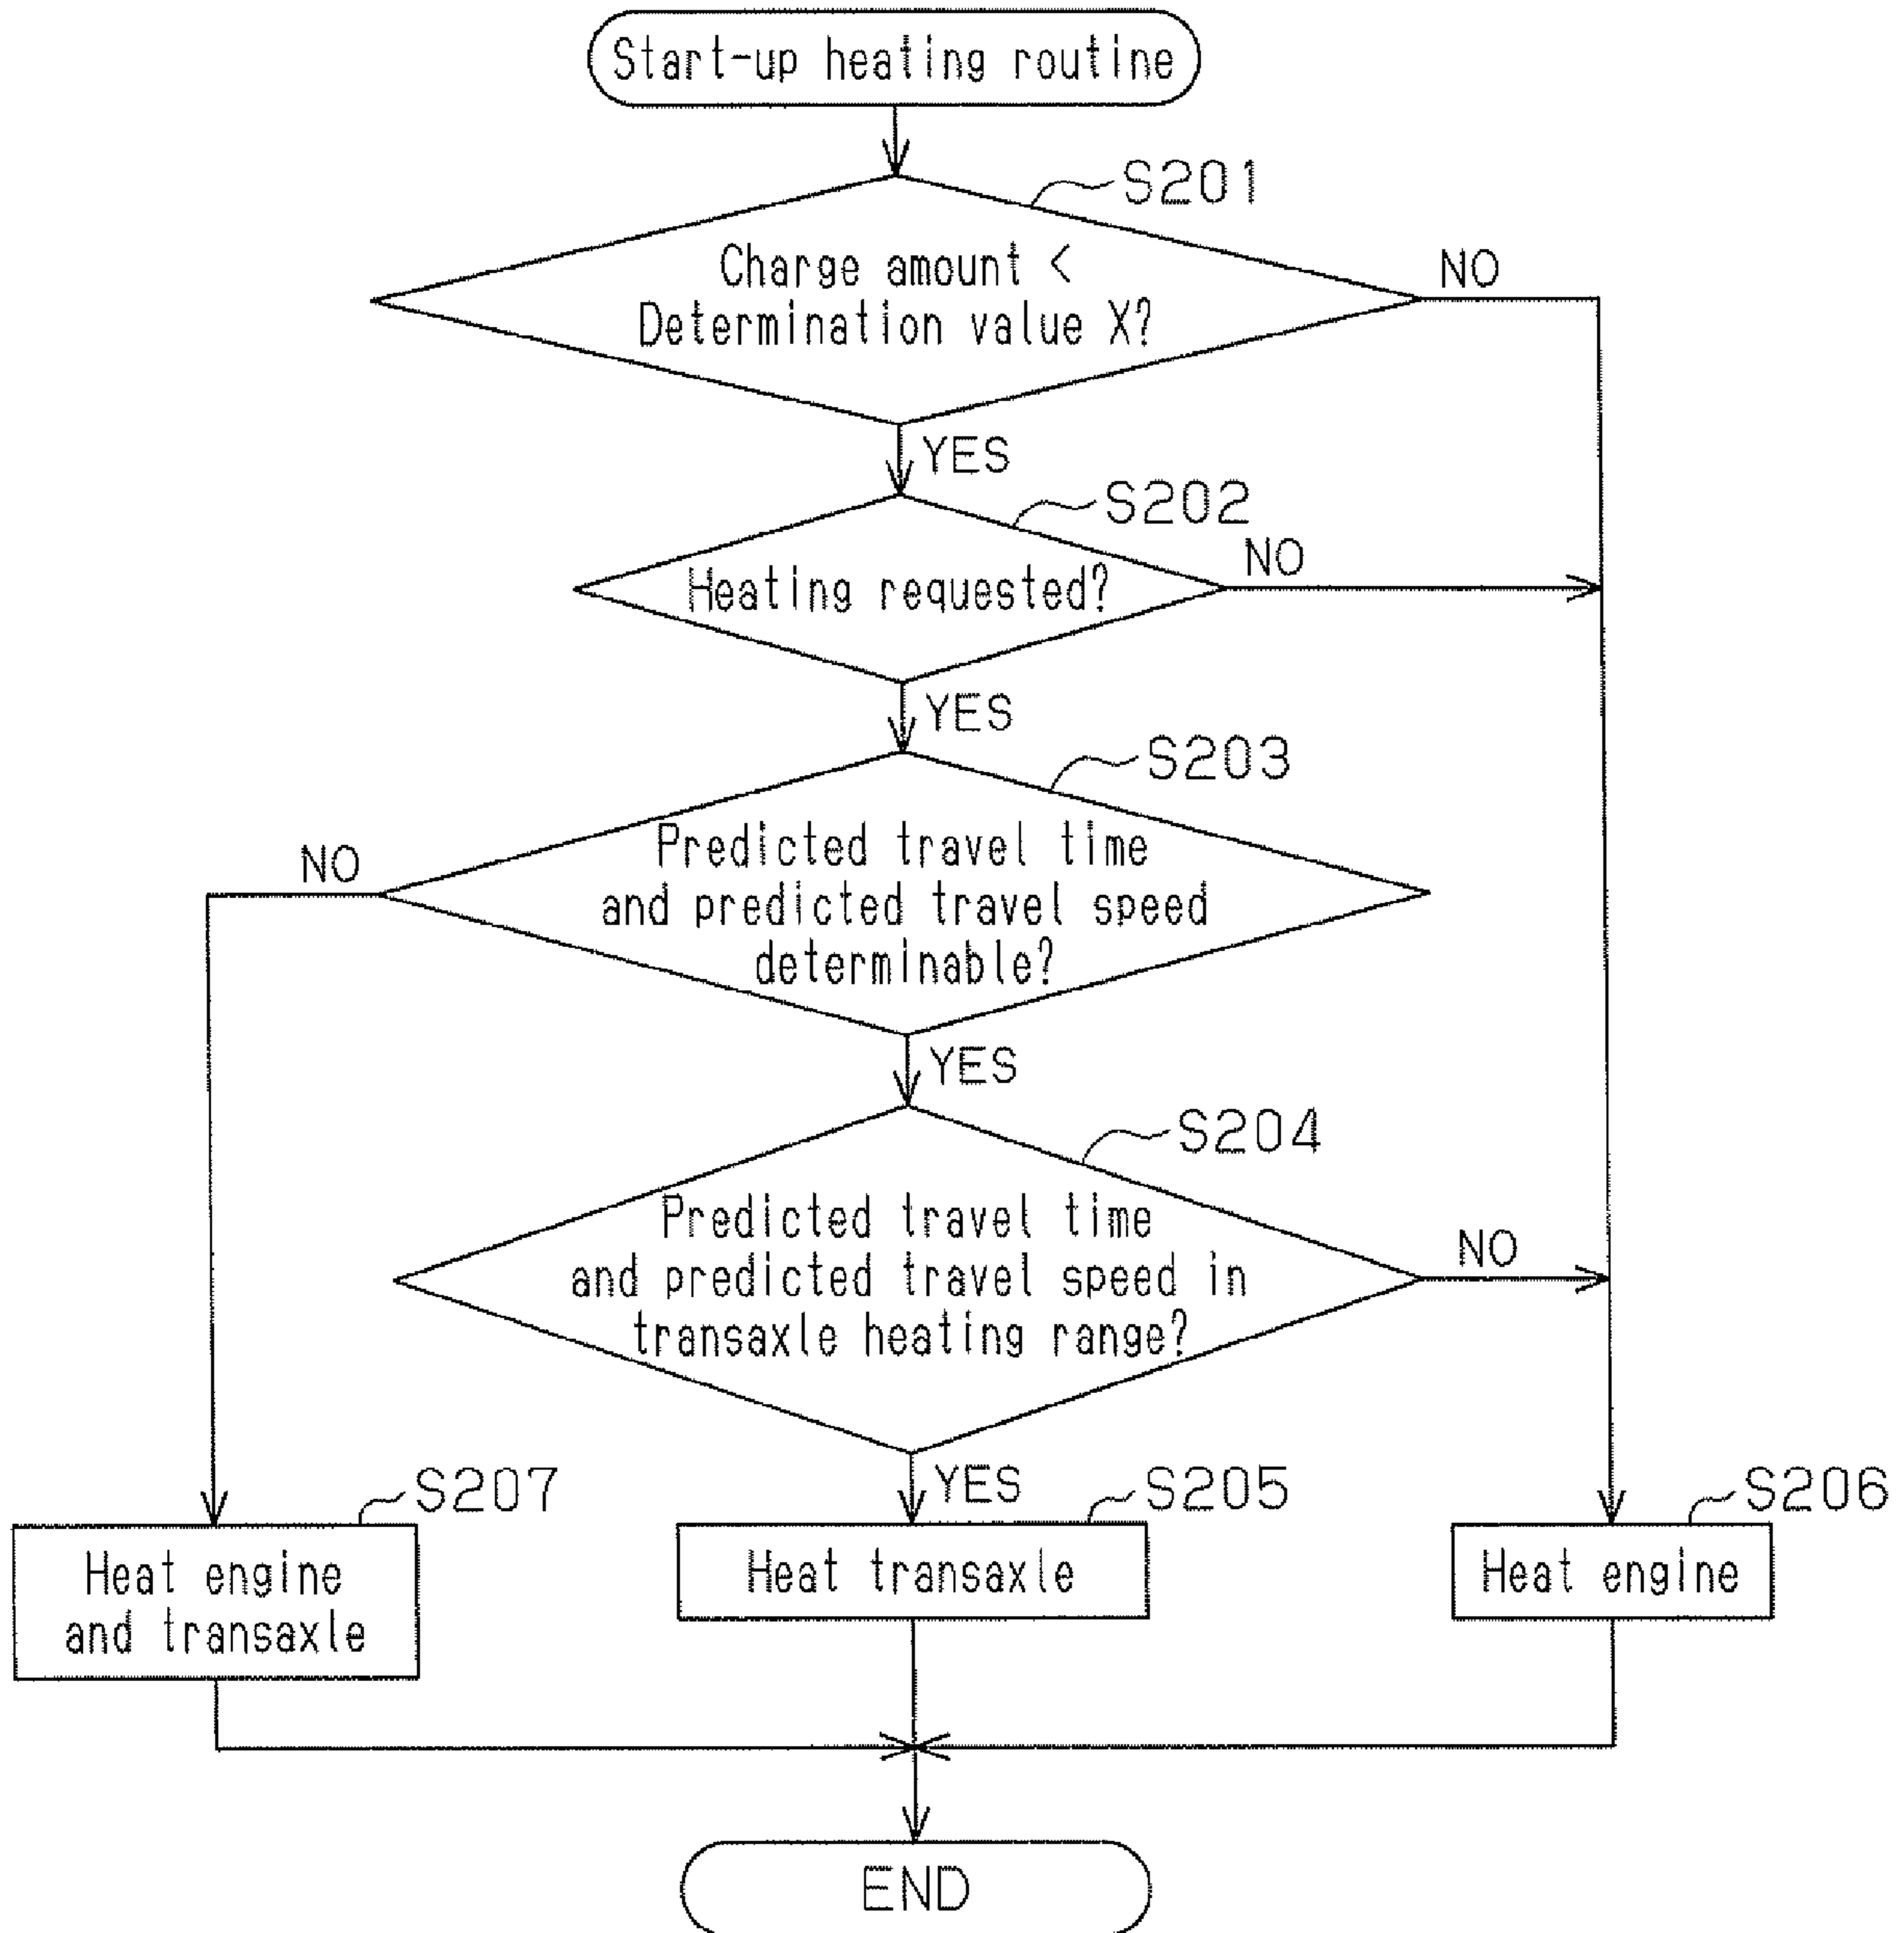 Start-up heating routine
S201
Charge amount <
Determination value X?
NO
YES
S202
Heating requested?
NO
YES
S203
Predicted travel time
and predicted travel speed
determinable?
NO
YES
S204
Predicted travel time
and predicted travel speed in
transaxle heating range?
NO
YES
S207
Heat engine
and transaxle
S205
Heat transaxle
S206
Heat engine
END